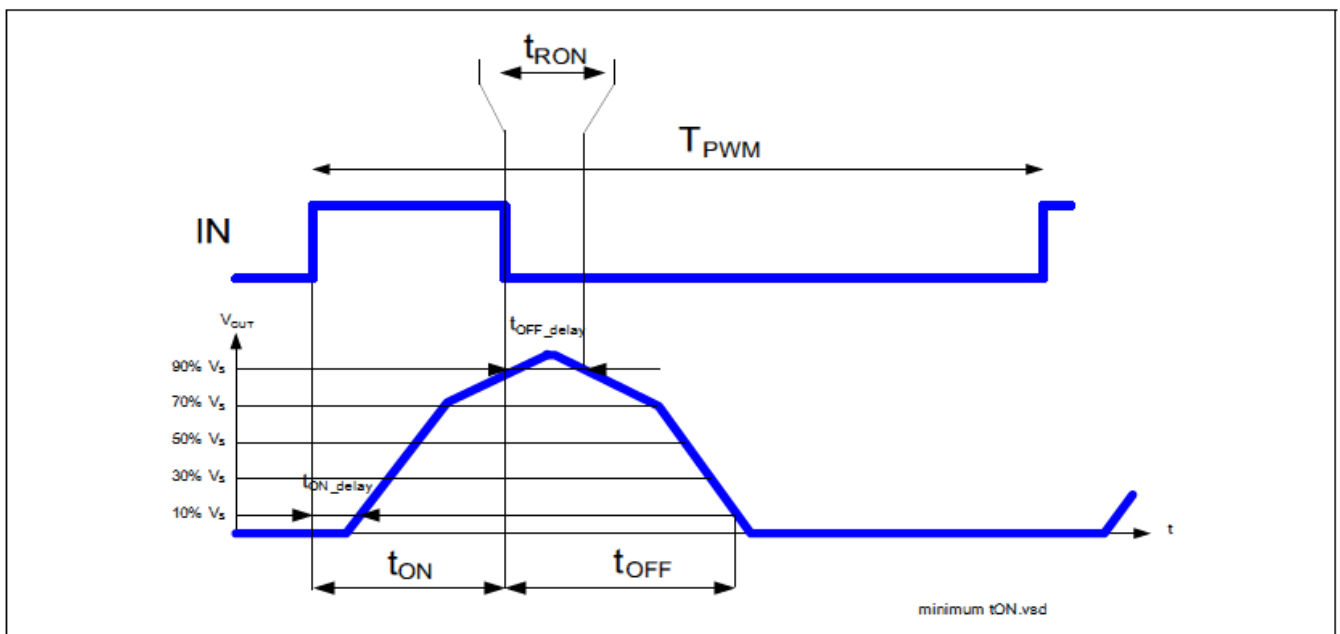 tRON
TPWM
IN
VOUT
tOFF_delay
90% Vs
70% Vs
50% Vs
30% Vs
tON_delay
10% Vs
t
tON
tOFF
minimum tON.vsd